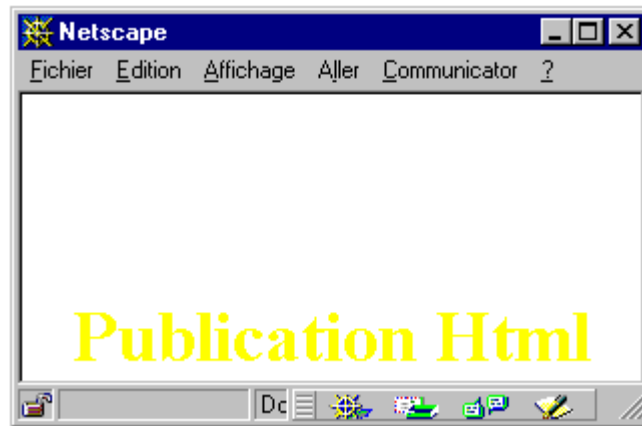 Netscape
Fichier Edition Affichage Aller Communicator ?
Publication Html
Dc